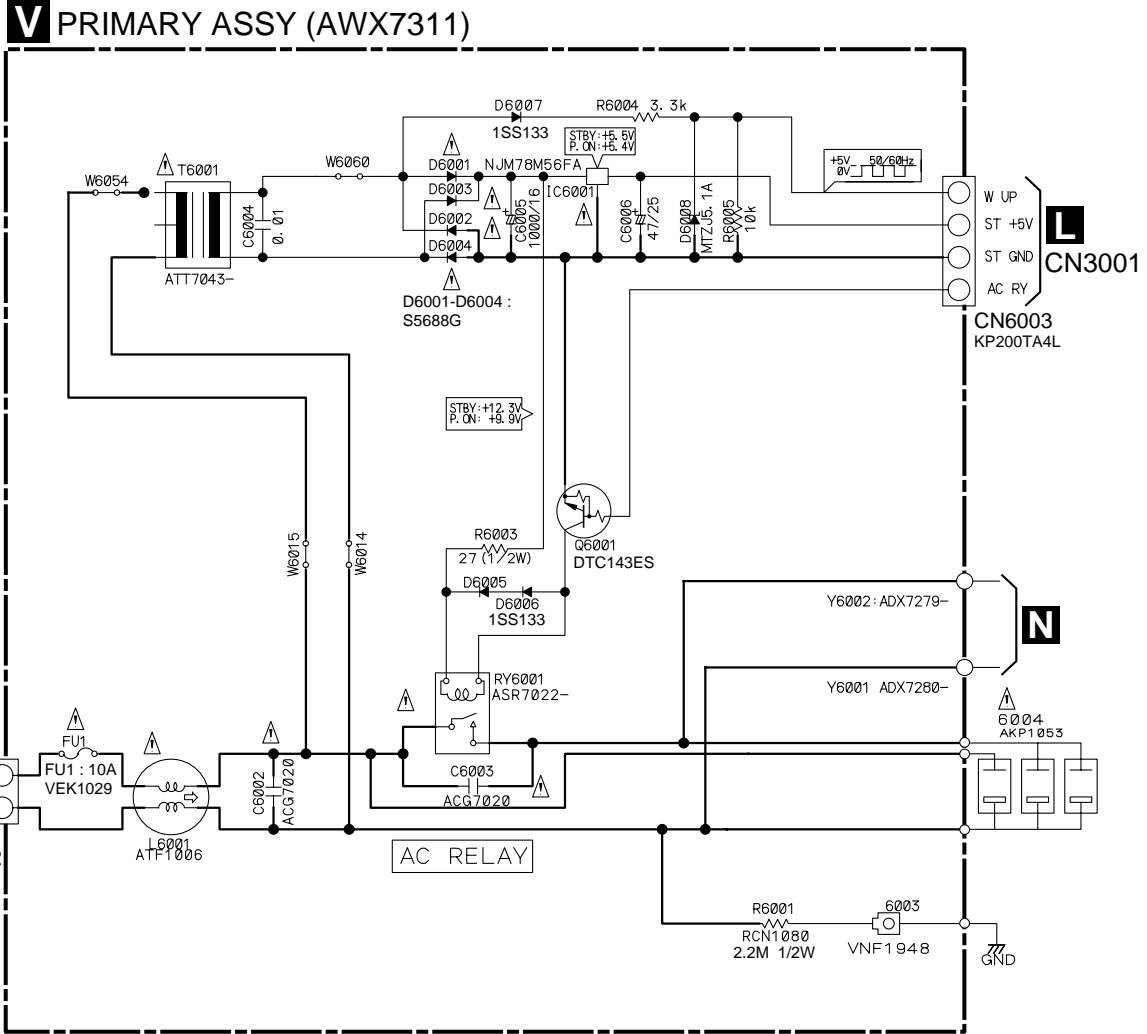 V PRIMARY ASSY (AWX7311)
D6007
1SS133
R6004 3.3k
STBY:+5.5V
P.ON:+5.4V
+5V 50/60Hz
0V
T6001
W6054
W6060
D6001
NJM78M56FA
D6003
IC6001
D6002
D6004
C6004
0.01
C6005
1000/16
C6006
47/25
D6008
MTZJ5.1A
R6005
10k
ATT7043-
D6001-D6004 :
S5688G
W UP
ST +5V
ST GND
AC RY
L
CN3001
CN6003
KP200TA4L
STBY:+12.3V
P.ON: +9.9V
W6015
W6014
R6003
27 (1/2W)
Q6001
DTC143ES
D6005
D6006
1SS133
Y6002:ADX7279-
N
Y6001 ADX7280-
RY6001
ASR7022-
6004
AKP1053
FU1
FU1 : 10A
VEK1029
C6002
ACG7020
C6003
ACG7020
L6001
ATF1006
AC RELAY
R6001
RCN1080
2.2M 1/2W
6003
VNF1948
GND